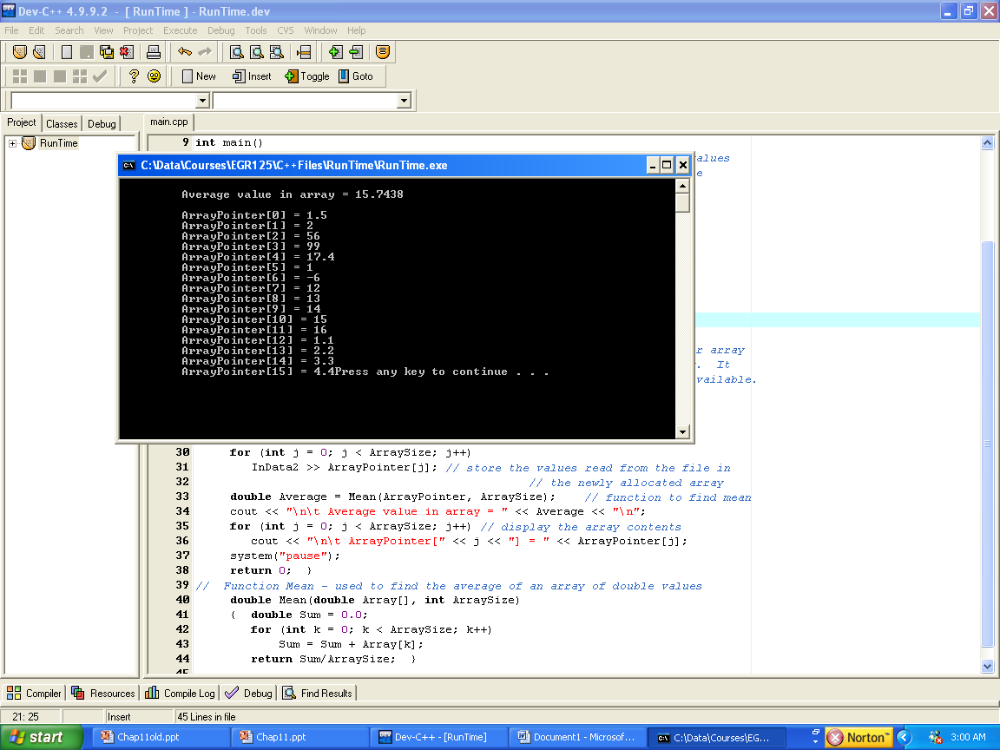 Dev-C++ 4.9.9.2 - [ RunTime ] - RunTime.dev
File Edit Search View Project Execute Debug Tools CVS Window Help
New Insert Toggle Goto
Project Classes Debug main.cpp
RunTime
9 int main()
alues
e
C:\Data\Courses\EGR125\C++Files\RunTime\RunTime.exe
Average value in array = 15.7438
ArrayPointer[0] = 1.5
ArrayPointer[1] = 2
ArrayPointer[2] = 56
ArrayPointer[3] = 99
ArrayPointer[4] = 17.4
ArrayPointer[5] = 1
ArrayPointer[6] = -6
ArrayPointer[7] = 12
ArrayPointer[8] = 13
ArrayPointer[9] = 14
ArrayPointer[10] = 15
ArrayPointer[11] = 16
ArrayPointer[12] = 1.1
ArrayPointer[13] = 2.2
ArrayPointer[14] = 3.3
ArrayPointer[15] = 4.4Press any key to continue . . .
r array
. It
vailable.
30 for (int j = 0; j < ArraySize; j++)
31 InData2 >> ArrayPointer[j]; // store the values read from the file in
32 // the newly allocated array
33 double Average = Mean(ArrayPointer, ArraySize); // function to find mean
34 cout << "\n\t Average value in array = " << Average << "\n";
35 for (int j = 0; j < ArraySize; j++) // display the array contents
36 cout << "\n\t ArrayPointer[" << j << "] = " << ArrayPointer[j];
37 system("pause");
38 return 0; }
39 // Function Mean - used to find the average of an array of double values
40 double Mean(double Array[], int ArraySize)
41 { double Sum = 0.0;
42 for (int k = 0; k < ArraySize; k++)
43 Sum = Sum + Array[k];
44 return Sum/ArraySize; }
45
Compiler Resources Compile Log Debug Find Results
21: 25 Insert 45 Lines in file
start Chap11old.ppt Chap11.ppt Dev-C++ - [RunTime] Document1 - Microsof... C:\Data\Courses\EG... Norton™ 3:00 AM